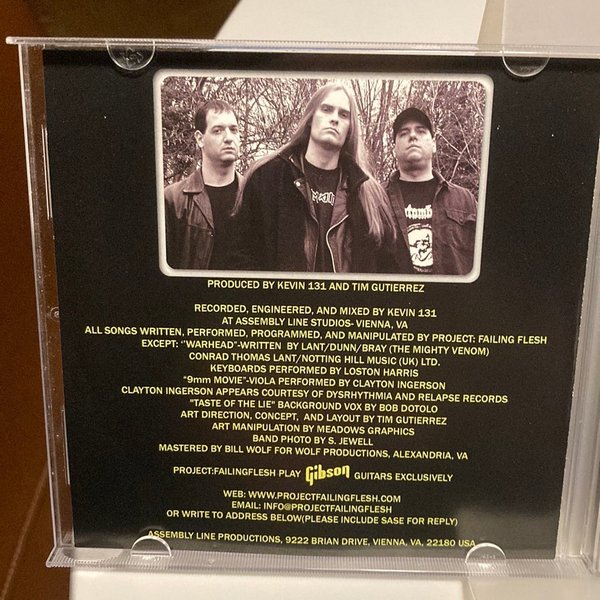 PRODUCED BY KEVIN 131 AND TIM GUTIERREZ
RECORDED, ENGINEERED, AND MIXED BY KEVIN 131
AT ASSEMBLY LINE STUDIOS- VIENNA, VA
ALL SONGS WRITTEN, PERFORMED, PROGRAMMED, AND MANIPULATED BY PROJECT: FAILING FLESH
EXCEPT: "WARHEAD"-WRITTEN BY LANT/DUNN/BRAY (THE MIGHTY VENOM)
CONRAD THOMAS LANT/NOTTING HILL MUSIC (UK) LTD.
KEYBOARDS PERFORMED BY LOSTON HARRIS
"9mm MOVIE"-VIOLA PERFORMED BY CLAYTON INGERSON
CLAYTON INGERSON APPEARS COURTESY OF DYSRHYTHMIA AND RELAPSE RECORDS
"TASTE OF THE LIE" BACKGROUND VOX BY BOB DOTOLO
ART DIRECTION, CONCEPT, AND LAYOUT BY TIM GUTIERREZ
ART MANIPULATION BY MEADOWS GRAPHICS
BAND PHOTO BY S. JEWELL
MASTERED BY BILL WOLF FOR WOLF PRODUCTIONS, ALEXANDRIA, VA
PROJECT:FAILINGFLESH PLAY Gibson GUITARS EXCLUSIVELY
WEB: WWW.PROJECTFAILINGFLESH.COM
EMAIL: INFO@PROJECTFAILINGFLESH
OR WRITE TO ADDRESS BELOW(PLEASE INCLUDE SASE FOR REPLY)
ASSEMBLY LINE PRODUCTIONS, 9222 BRIAN DRIVE, VIENNA, VA, 22180 USA